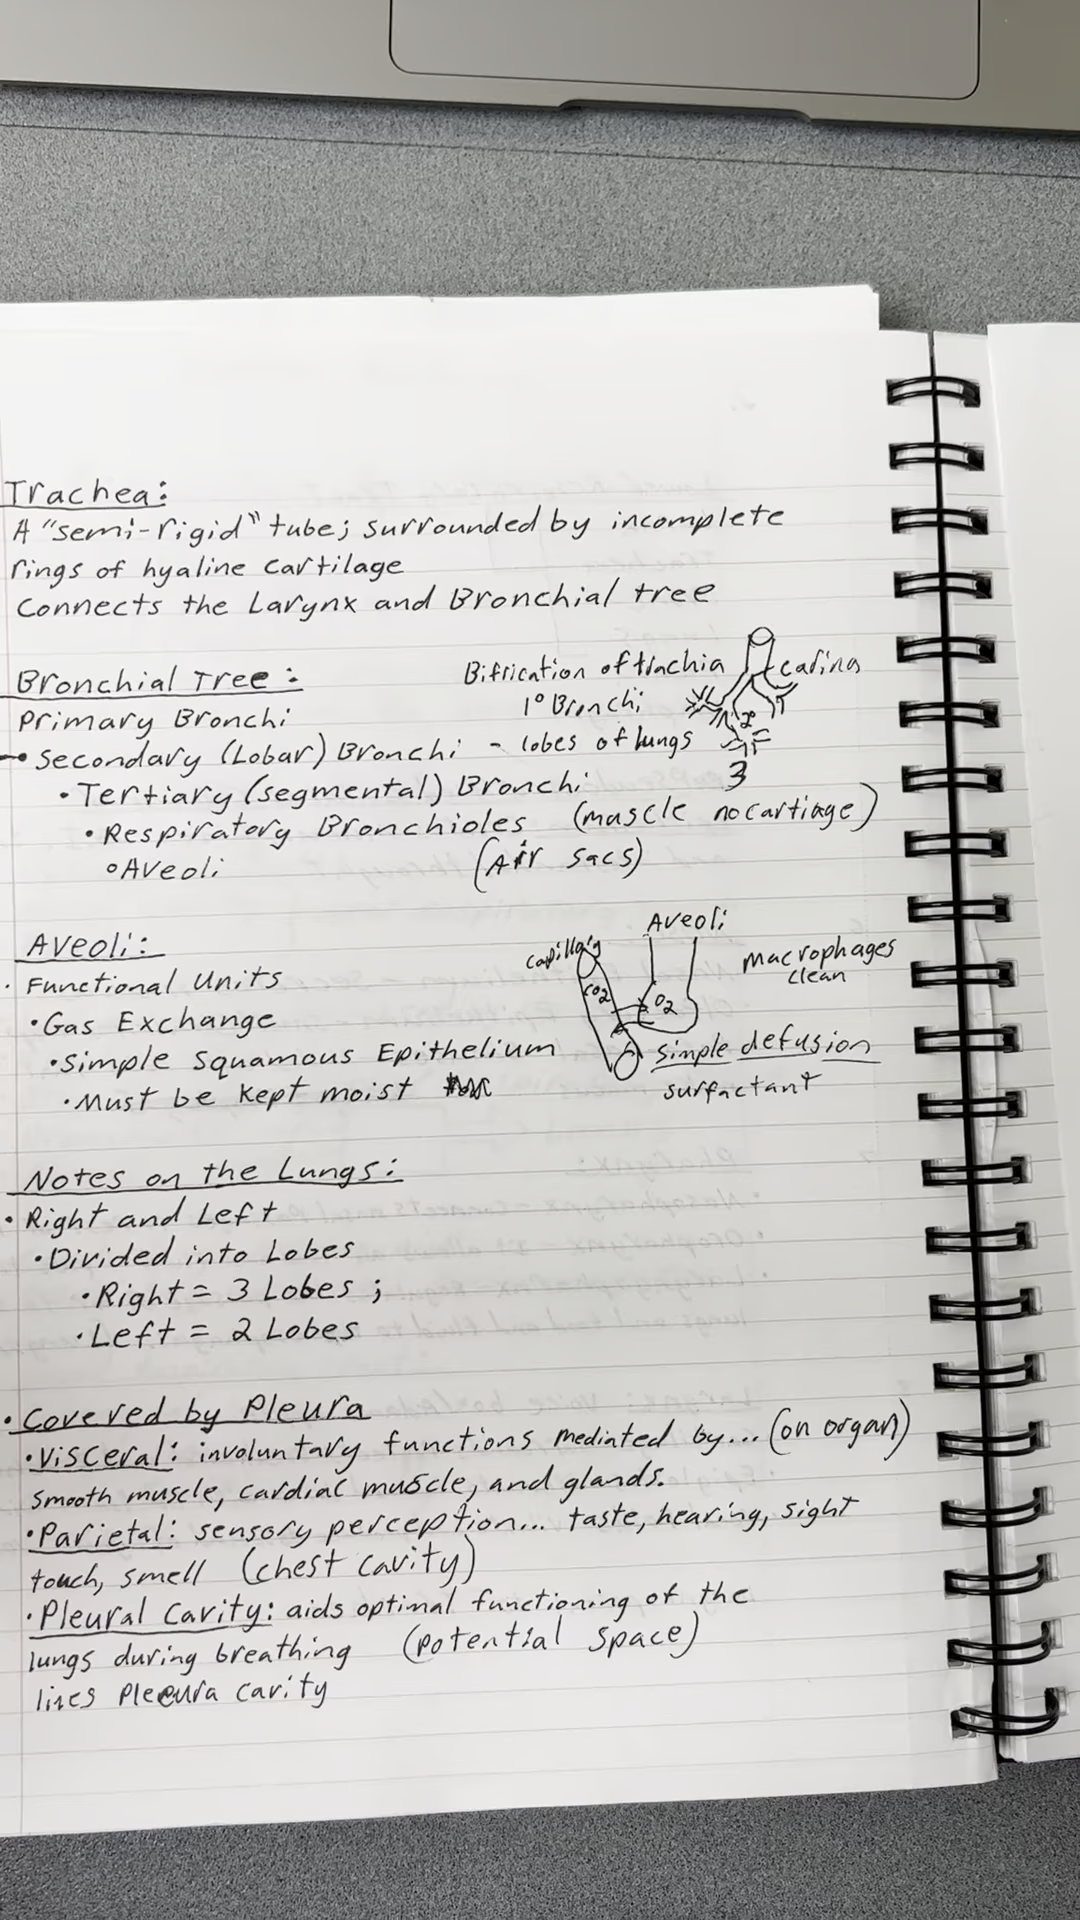 Trachea:
A "semi-rigid" tube; surrounded by incomplete
rings of hyaline cartilage
Connects the Larynx and Bronchial tree
Bronchial Tree:
Bifrication of trachia
carina
Primary Bronchi
1° Bronchi
2°
→ Secondary (Lobar) Bronchi - lobes of lungs
3
• Tertiary (segmental) Bronchi
• Respiratory Bronchioles (muscle no cartiage)
° Aveoli (Air sacs)
Aveoli:
Aveoli
capillary
macrophages
clean
• Functional Units
CO2
O2
• Gas Exchange
• Simple Squamous Epithelium
simple defusion
• Must be kept moist
surfactant
Notes on the Lungs:
• Right and Left
• Divided into Lobes
• Right = 3 Lobes ;
• Left = 2 Lobes
• Covered by Pleura
• Visceral: involuntary functions mediated by... (on organ)
smooth muscle, cardiac muscle, and glands.
• Parietal: sensory perception... taste, hearing, sight
touch, smell (chest cavity)
• Pleural Cavity: aids optimal functioning of the
lungs during breathing (potential space)
lines cavity